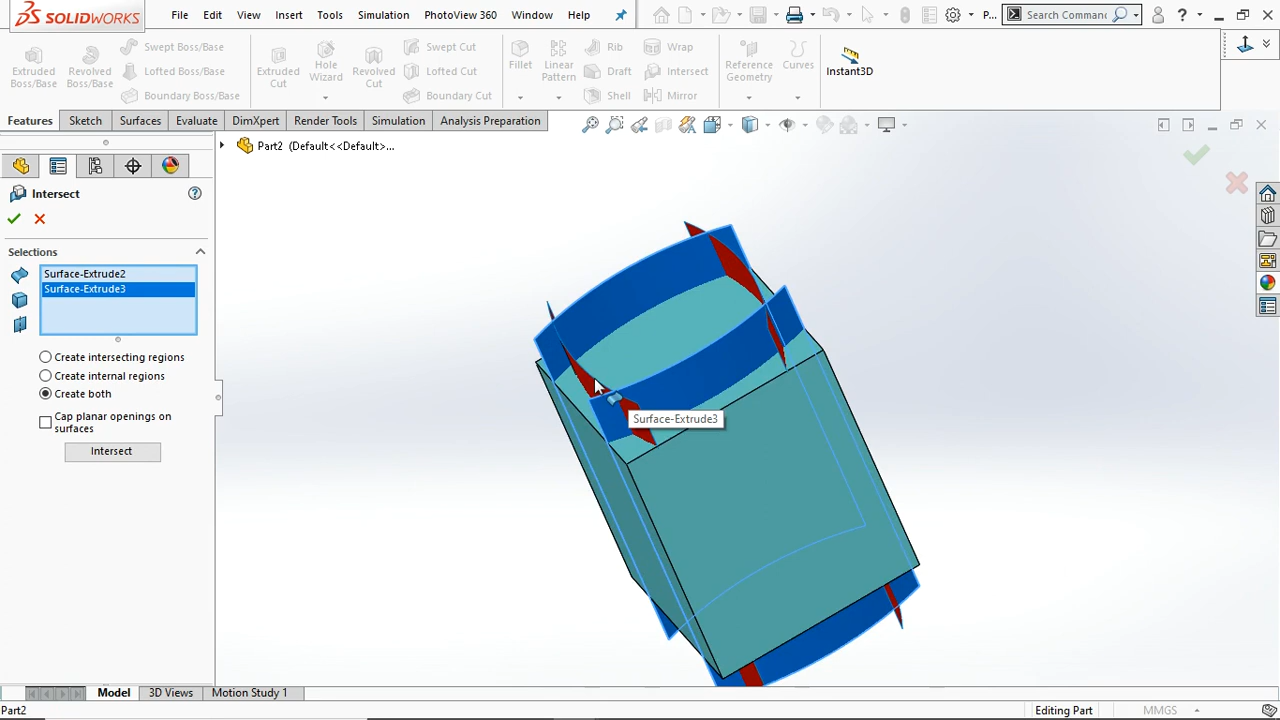 SOLIDWORKS File Edit View Insert Tools Simulation PhotoView 360 Window Help P... Search Commanc ?
Extruded Boss/Base
Revolved Boss/Base
Swept Boss/Base
Lofted Boss/Base
Boundary Boss/Base
Extruded Cut
Hole Wizard
Revolved Cut
Swept Cut
Lofted Cut
Boundary Cut
Fillet
Linear Pattern
Rib
Draft
Shell
Wrap
Intersect
Mirror
Reference Geometry
Curves
Instant3D
Features Sketch Surfaces Evaluate DimXpert Render Tools Simulation Analysis Preparation
Part2 (Default<<Default>...
Intersect
Selections
Surface-Extrude2
Surface-Extrude3
Create intersecting regions
Create internal regions
Create both
Cap planar openings on
surfaces
Intersect
Surface-Extrude3
Model 3D Views Motion Study 1
Part2 Editing Part MMGS